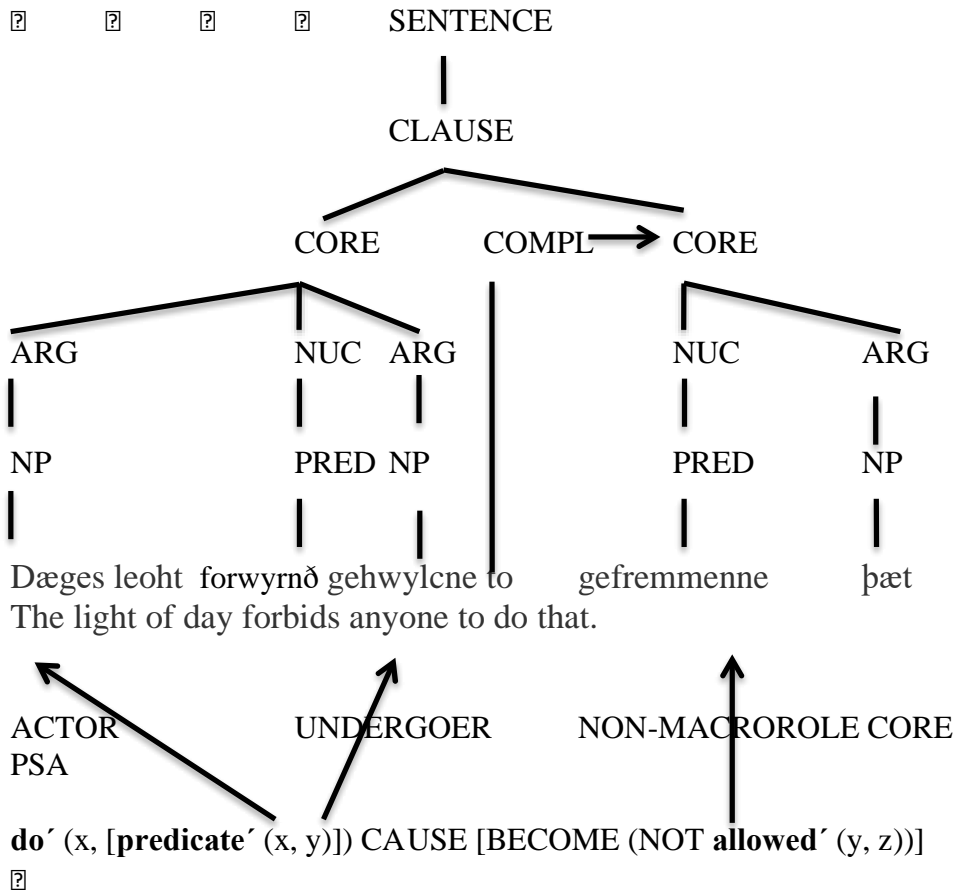 SENTENCE
CLAUSE
CORE COMPL CORE
ARG NUC ARG NUC ARG
NP PRED NP PRED NP
Dæges leoht forwyrnð gehwylcne to gefremmenne þæt
The light of day forbids anyone to do that.
ACTOR UNDERGOER NON-MACROROLE CORE
PSA
do´ (x, [predicate´ (x, y)]) CAUSE [BECOME (NOT allowed´ (y, z))]